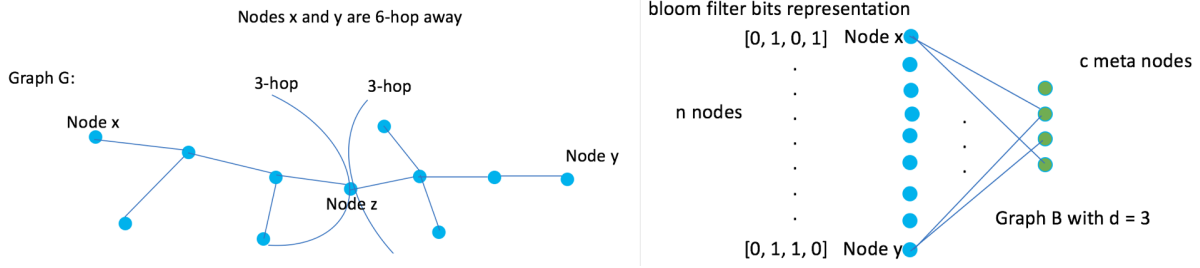 Nodes x and y are 6-hop away
Graph G:
3-hop
3-hop
Node x
Node z
Node y
bloom filter bits representation
[0, 1, 0, 1] Node x
c meta nodes
n nodes
Graph B with d = 3
[0, 1, 1, 0] Node y